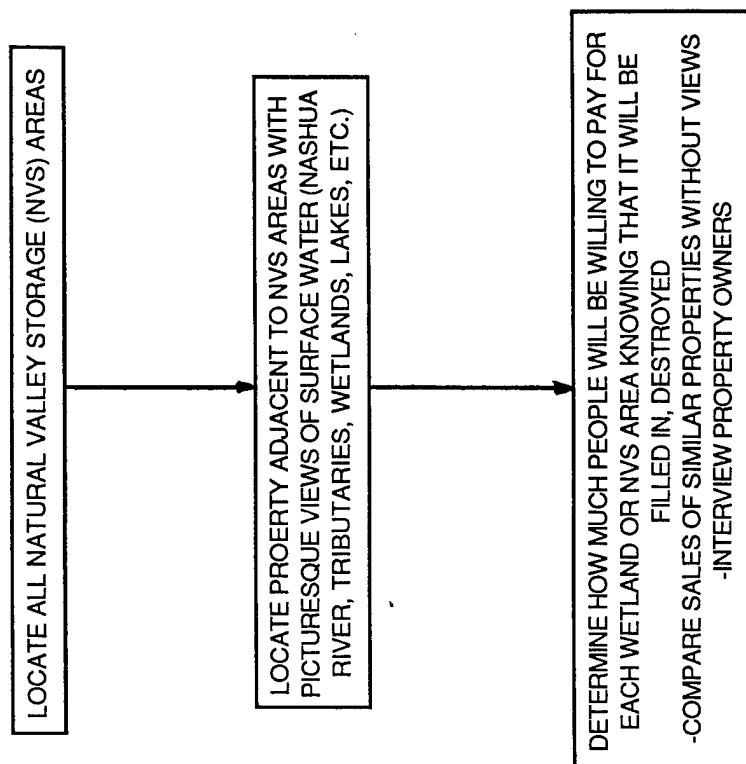 LOCATE ALL NATURAL VALLEY STORAGE (NVS) AREAS
LOCATE PROERTY ADJACENT TO NVS AREAS WITH
PICTURESQUE VIEWS OF SURFACE WATER (NASHUA
RIVER, TRIBUTARIES, WETLANDS, LAKES, ETC.)
DETERMINE HOW MUCH PEOPLE WILL BE WILLING TO PAY FOR
EACH WETLAND OR NVS AREA KNOWING THAT IT WILL BE
FILLED IN, DESTROYED
-COMPARE SALES OF SIMILAR PROPERTIES WITHOUT VIEWS
-INTERVIEW PROPERTY OWNERS